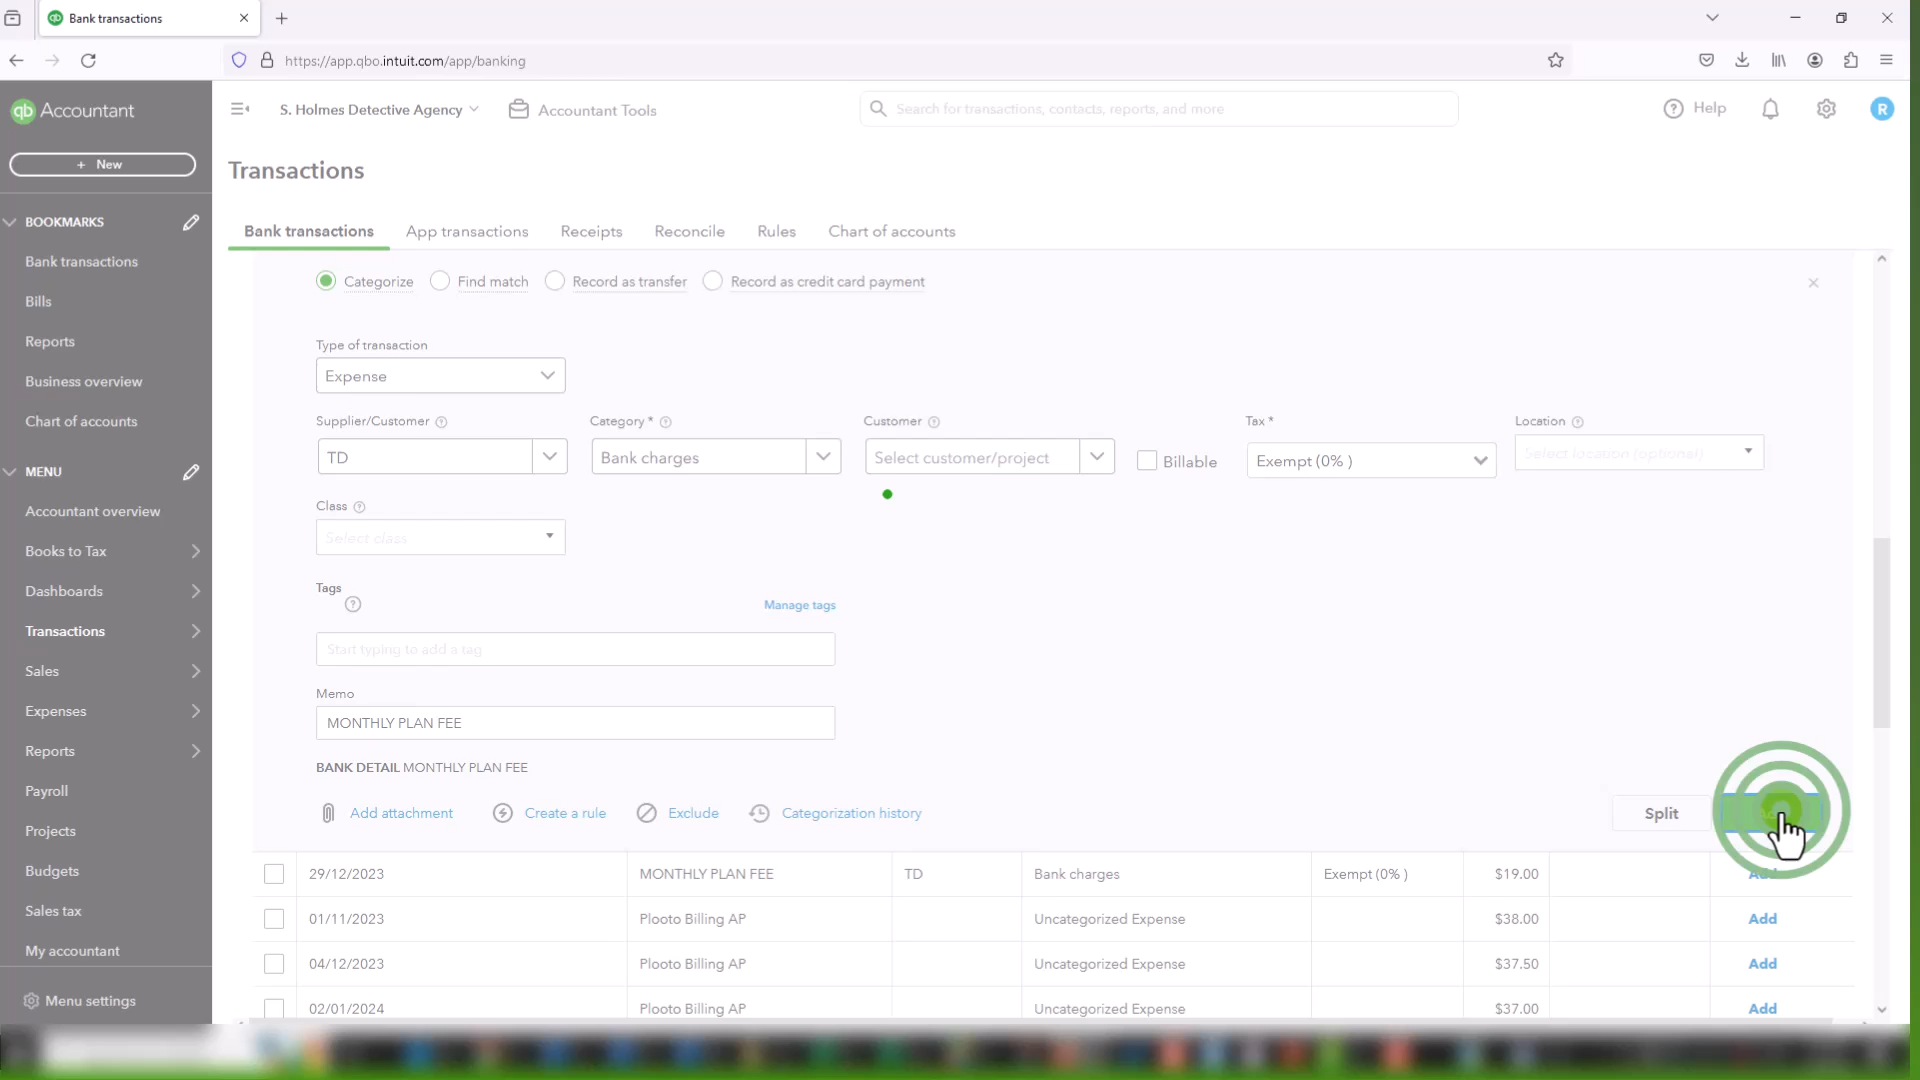 Bank transactions
https://app.qbo.intuit.com/app/banking
qb Accountant
S. Holmes Detective Agency
Accountant Tools
Search for transactions, contacts, reports, and more
Help
R
+ New
Transactions
BOOKMARKS
Bank transactions
Bills
Reports
Business overview
Chart of accounts
MENU
Accountant overview
Books to Tax
Dashboards
Transactions
Sales
Expenses
Reports
Payroll
Projects
Budgets
Sales tax
My accountant
Menu settings
Bank transactions App transactions Receipts Reconcile Rules Chart of accounts
Categorize Find match Record as transfer Record as credit card payment
Type of transaction
Expense
Supplier/Customer Category * Customer Tax * Location
TD Bank charges Select customer/project Billable Exempt (0% ) Select location (optional)
Class
Select class
Tags
Manage tags
Start typing to add a tag
Memo
MONTHLY PLAN FEE
BANK DETAIL MONTHLY PLAN FEE
Add attachment Create a rule Exclude Categorization history Split
29/12/2023 MONTHLY PLAN FEE TD Bank charges Exempt (0% ) $19.00 Add
01/11/2023 Plooto Billing AP Uncategorized Expense $38.00 Add
04/12/2023 Plooto Billing AP Uncategorized Expense $37.50 Add
02/01/2024 Plooto Billing AP Uncategorized Expense $37.00 Add